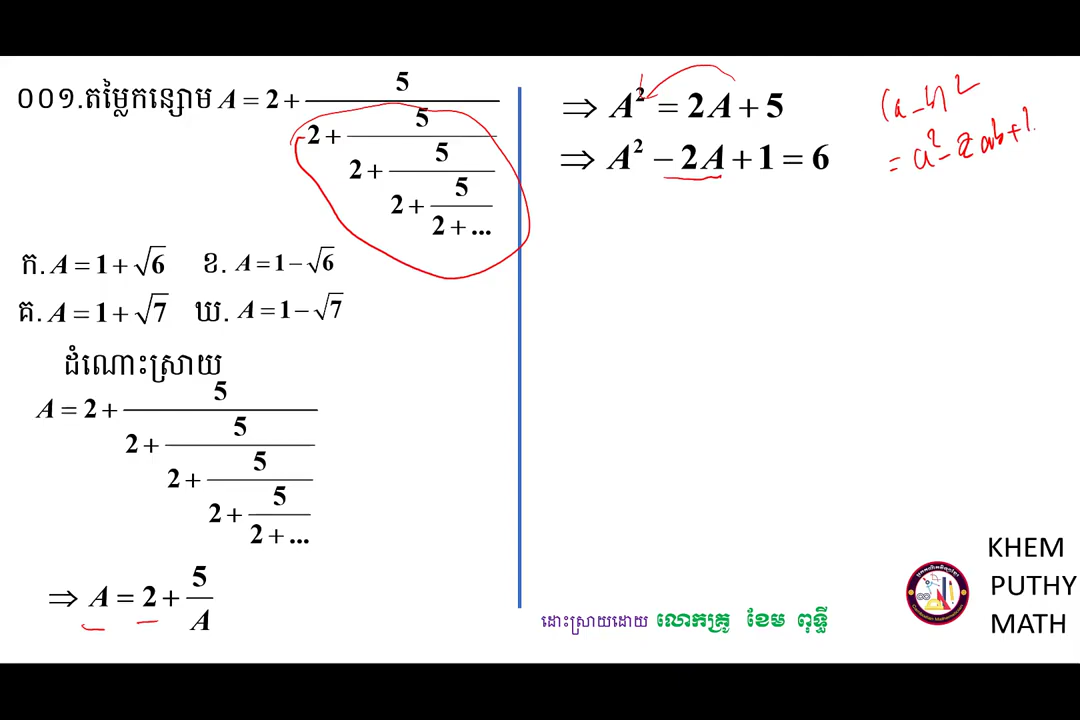 ០០១.តម្លៃកន្សោម A = 2 + 5/(2 + 5/(2 + 5/(2 + 5/(2 + ...))))
ក. A = 1 + √6 ខ. A = 1 − √6
គ. A = 1 + √7 ឃ. A = 1 − √7
ដំណោះស្រាយ
A = 2 + 5/(2 + 5/(2 + 5/(2 + 5/(2 + ...))))
⇒ A = 2 + 5/A
⇒ A² = 2A + 5
⇒ A² − 2A + 1 = 6
= a² − 2ab +
ដោះស្រាយដោយ លោកគ្រូ ខែម ពុទ្ធី
KHEM
PUTHY
MATH